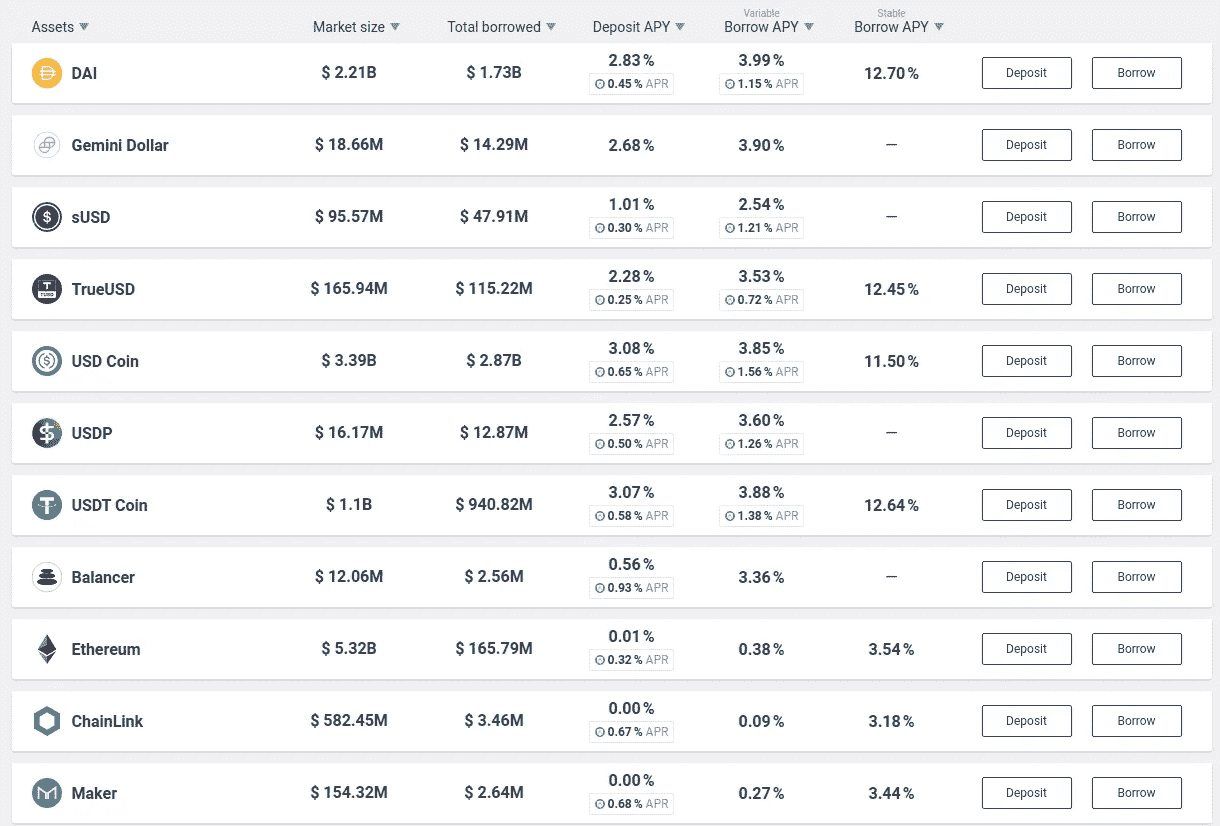 Assets Market size Total borrowed Deposit APY Variable Borrow APY Stable Borrow APY
DAI $ 2.21B $ 1.73B 2.83 % 3.99 % 12.70 % Deposit Borrow
0.45 % APR 1.15 % APR
Gemini Dollar $ 18.66M $ 14.29M 2.68 % 3.90 % — Deposit Borrow
sUSD $ 95.57M $ 47.91M 1.01 % 2.54 % — Deposit Borrow
0.30 % APR 1.21 % APR
TrueUSD $ 165.94M $ 115.22M 2.28 % 3.53 % 12.45 % Deposit Borrow
0.25 % APR 0.72 % APR
USD Coin $ 3.39B $ 2.87B 3.08 % 3.85 % 11.50 % Deposit Borrow
0.65 % APR 1.56 % APR
USDP $ 16.17M $ 12.87M 2.57 % 3.60 % — Deposit Borrow
0.50 % APR 1.26 % APR
USDT Coin $ 1.1B $ 940.82M 3.07 % 3.88 % 12.64 % Deposit Borrow
0.58 % APR 1.38 % APR
Balancer $ 12.06M $ 2.56M 0.56 % 3.36 % — Deposit Borrow
0.93 % APR
Ethereum $ 5.32B $ 165.79M 0.01 % 0.38 % 3.54 % Deposit Borrow
0.32 % APR
ChainLink $ 582.45M $ 3.46M 0.00 % 0.09 % 3.18 % Deposit Borrow
0.67 % APR
Maker $ 154.32M $ 2.64M 0.00 % 0.27 % 3.44 % Deposit Borrow
0.68 % APR